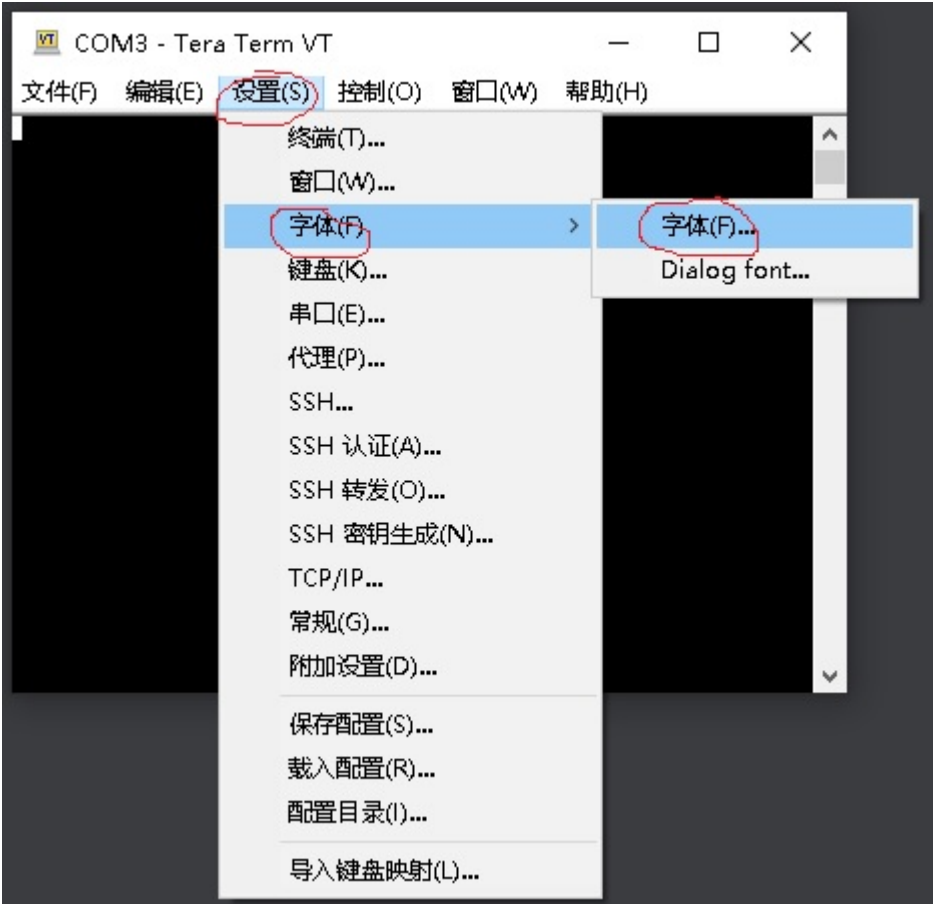 VT COM3 - Tera Term VT
文件(F) 编辑(E) 设置(S) 控制(O) 窗口(W) 帮助(H)
终端(T)...
窗口(W)...
字体(F)
字体(F)...
键盘(K)...
Dialog font...
串口(E)...
代理(P)...
SSH...
SSH 认证(A)...
SSH 转发(O)...
SSH 密钥生成(N)...
TCP/IP...
常规(G)...
附加设置(D)...
保存配置(S)...
载入配置(R)...
配置目录(I)...
导入键盘映射(L)...